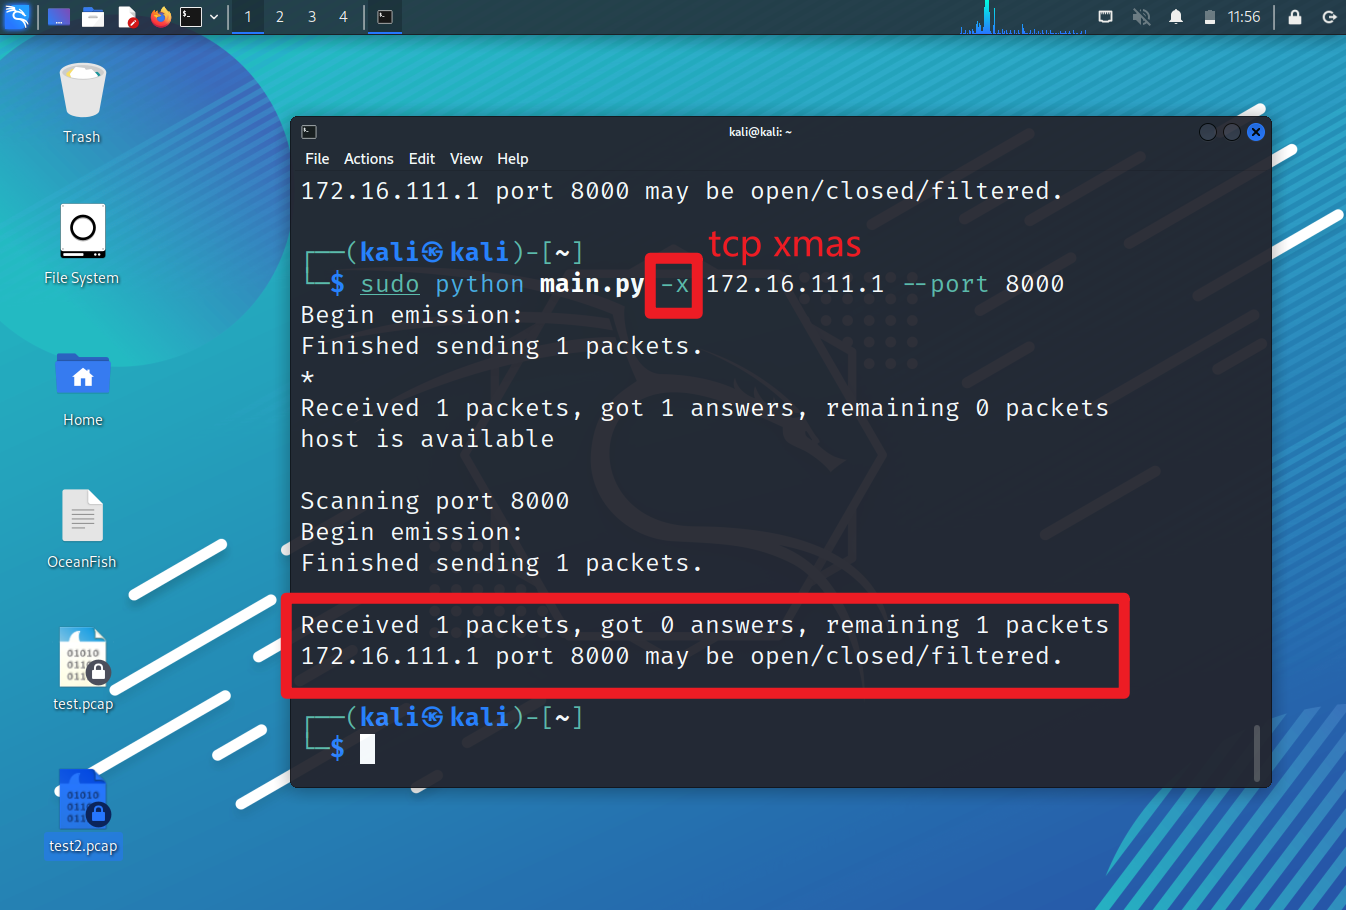 1 2 3 4 11:56
Trash
File System
Home
OceanFish
test.pcap
test2.pcap
kali@kali: ~
File Actions Edit View Help
172.16.111.1 port 8000 may be open/closed/filtered.
tcp xmas
┌──(kali㉿kali)-[~]
└─$ sudo python main.py -x 172.16.111.1 --port 8000
Begin emission:
Finished sending 1 packets.
*
Received 1 packets, got 1 answers, remaining 0 packets
host is available
Scanning port 8000
Begin emission:
Finished sending 1 packets.
Received 1 packets, got 0 answers, remaining 1 packets
172.16.111.1 port 8000 may be open/closed/filtered.
┌──(kali㉿kali)-[~]
└─$